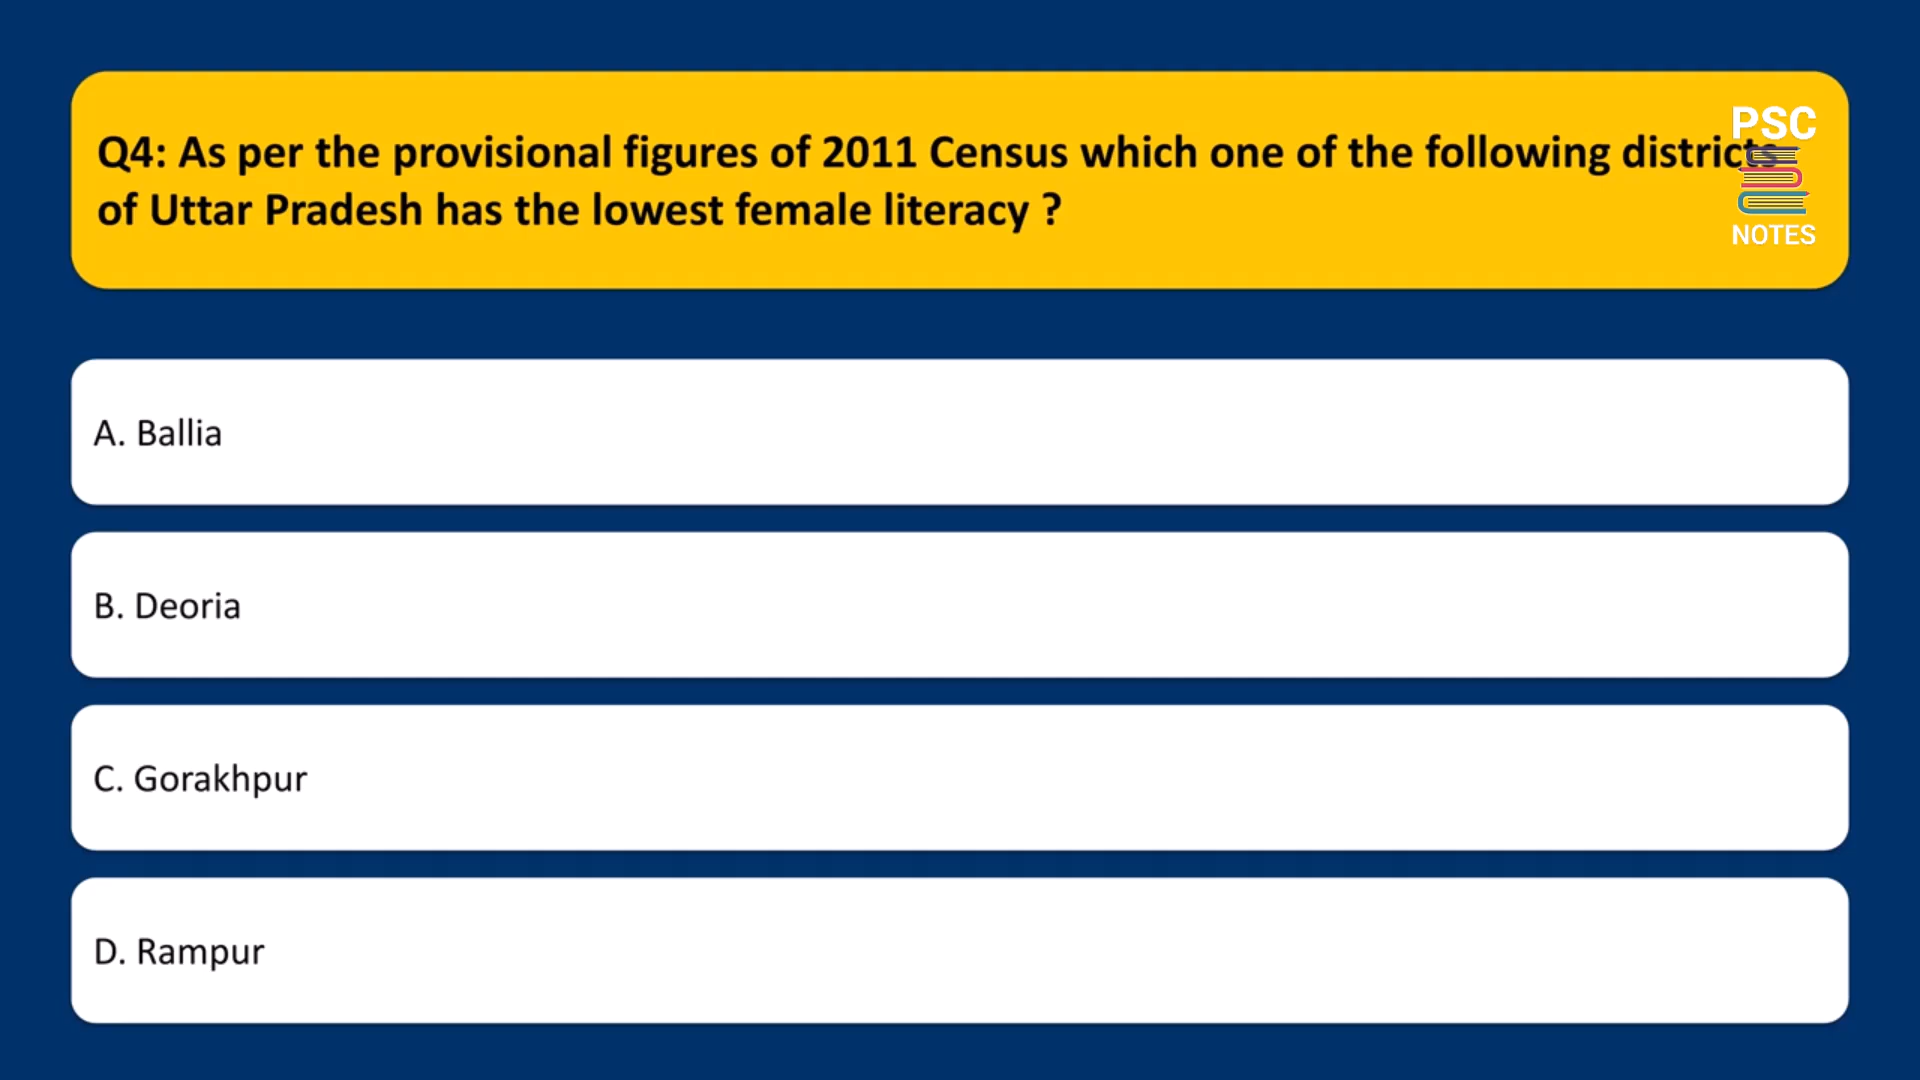 Q4: As per the provisional figures of 2011 Census which one of the following districts
of Uttar Pradesh has the lowest female literacy ?
PSC
NOTES
A. Ballia
B. Deoria
C. Gorakhpur
D. Rampur